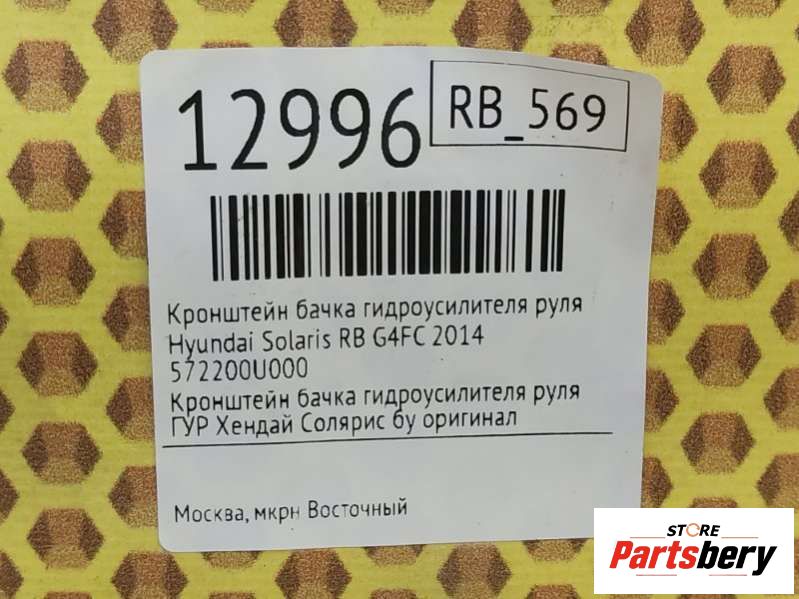 12996
RB_569
Кронштейн бачка гидроусилителя руля
Hyundai Solaris RB G4FC 2014
572200U000
Кронштейн бачка гидроусилителя руля
ГУР Хендай Солярис бу оригинал
Москва, мкрн Восточный
STORE
Partsbery